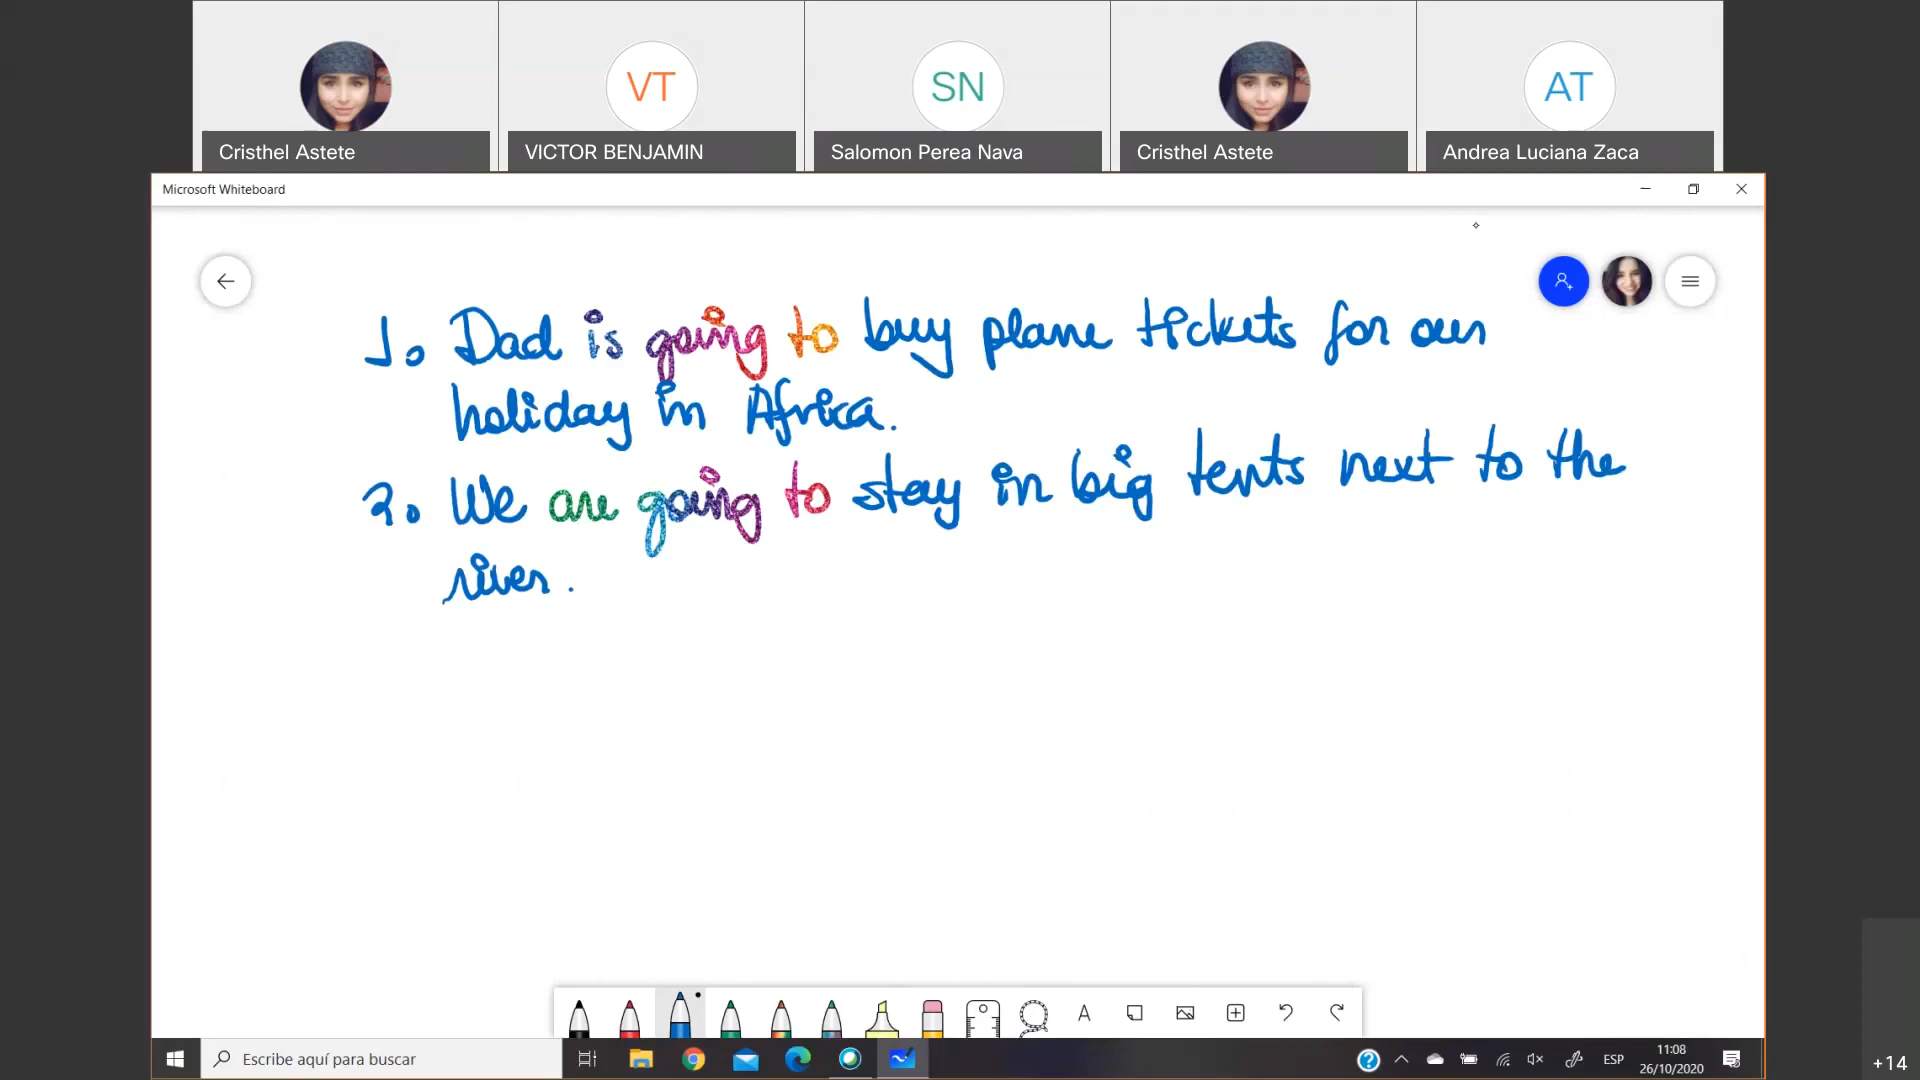 VT
SN
AT
Cristhel Astete
VICTOR BENJAMIN
Salomon Perea Nava
Cristhel Astete
Andrea Luciana Zaca
Microsoft Whiteboard
1. Dad is going to buy plane tickets for our
holiday in Africa.
2. We are going to stay in big tents next to the
river.
A
Escribe aquí para buscar
ESP
11:08
26/10/2020
+14